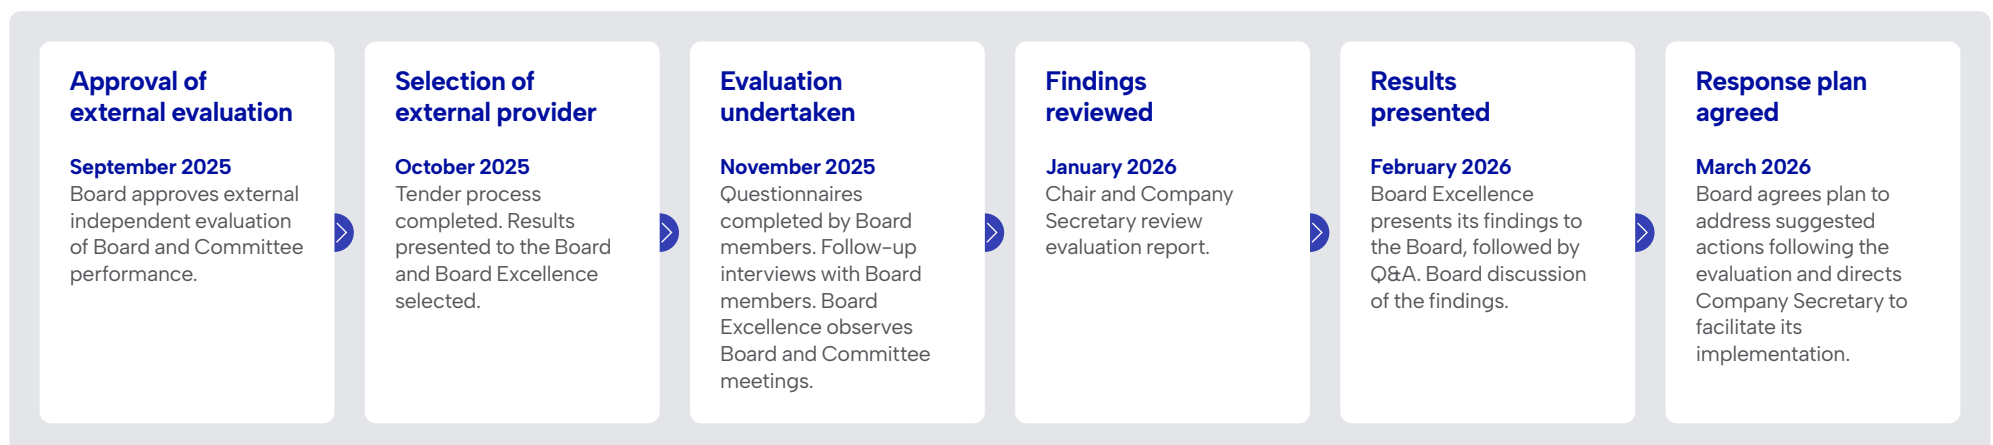 Approval of
external evaluation
September 2025
Board approves external
independent evaluation
of Board and Committee
performance.
Selection of
external provider
October 2025
Tender process
completed. Results
presented to the Board
and Board Excellence
selected.
Evaluation
undertaken
November 2025
Questionnaires
completed by Board
members. Follow-up
interviews with Board
members. Board
Excellence observes
Board and Committee
meetings.
Findings
reviewed
January 2026
Chair and Company
Secretary review
evaluation report.
Results
presented
February 2026
Board Excellence
presents its findings to
the Board, followed by
Q&A. Board discussion
of the findings.
Response plan
agreed
March 2026
Board agrees plan to
address suggested
actions following the
evaluation and directs
Company Secretary to
facilitate its
implementation.